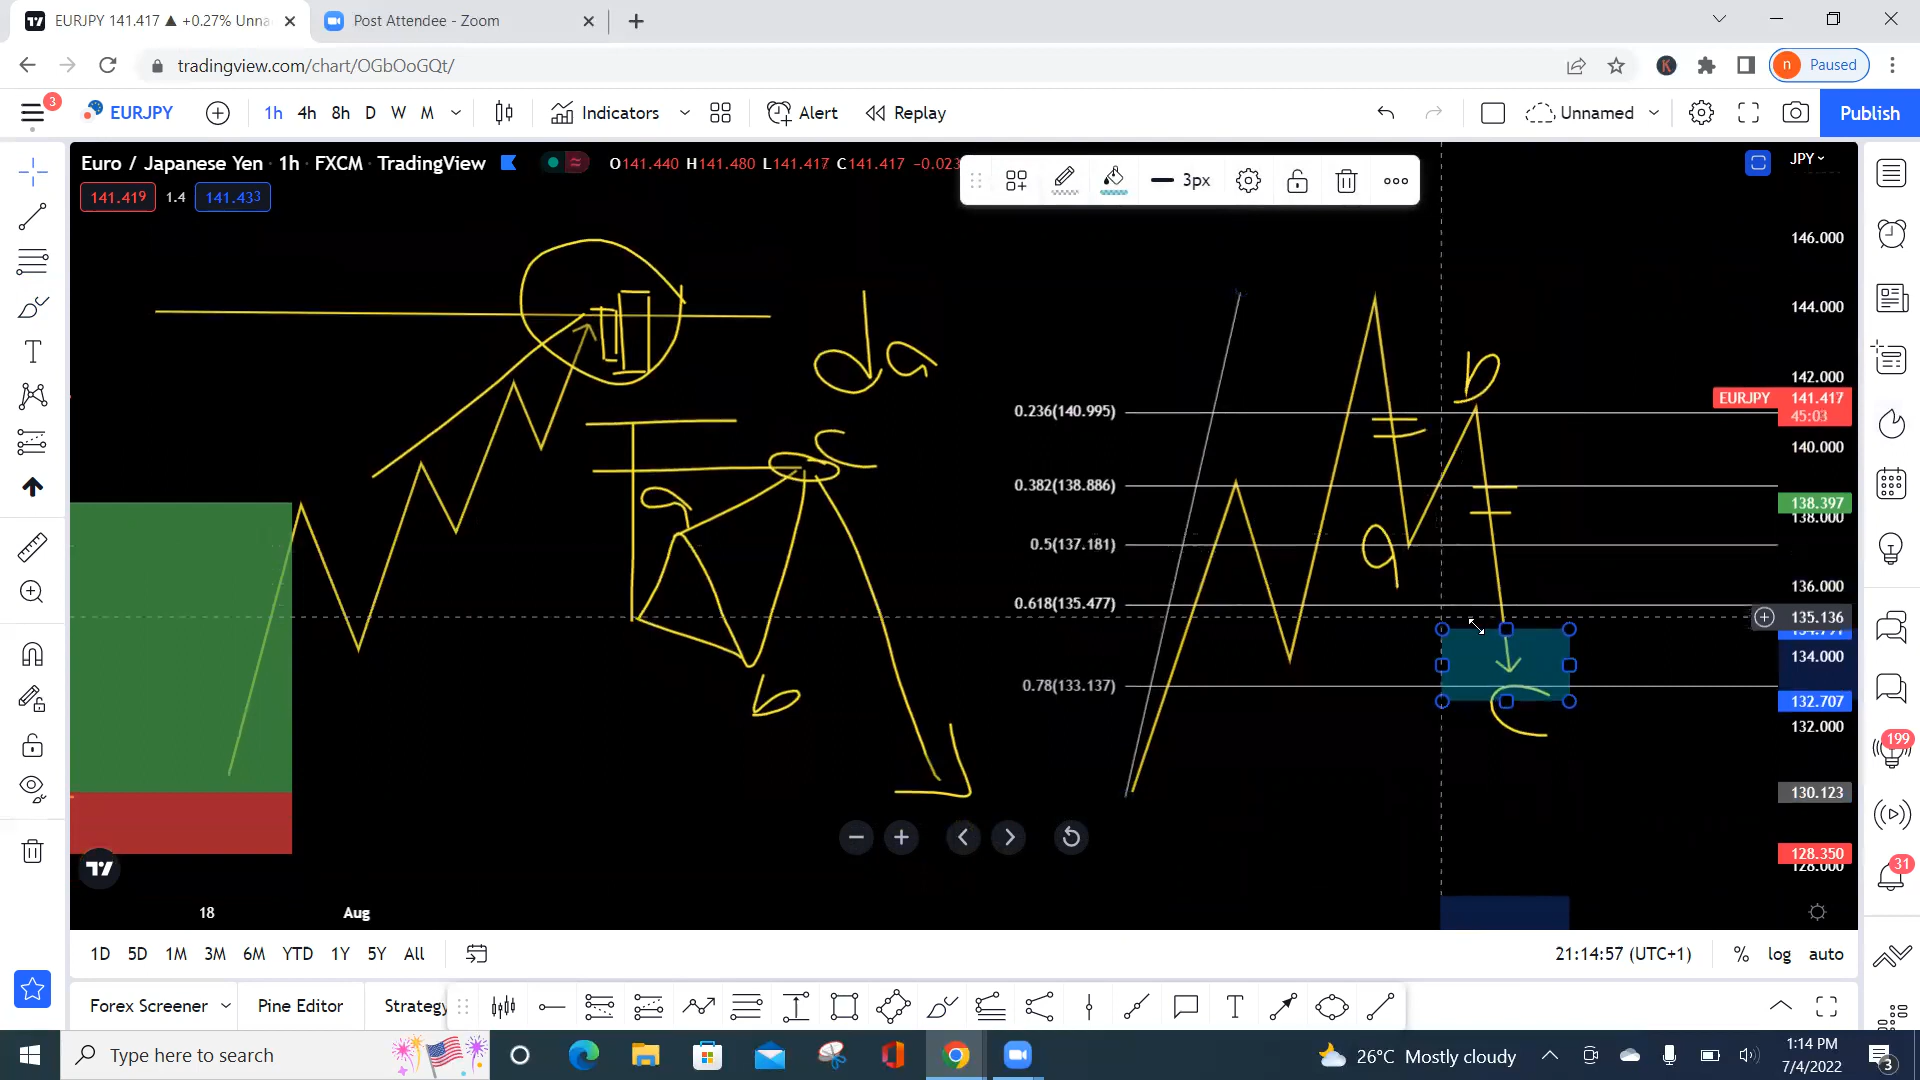 EURJPY 141.417 ▲ +0.27% Unna
Post Attendee - Zoom
tradingview.com/chart/OGbOoGQt/
n Paused
3
EURJPY 1h 4h 8h D W M Indicators Alert Replay Unnamed Publish
Euro / Japanese Yen · 1h · FXCM · TradingView O141.440 H141.480 L141.417 C141.417 -0.023
3px
JPY
141.419 1.4 141.433
146.000
144.000
142.000
EURJPY 141.417
45:03
140.000
138.397
138.000
136.000
135.136
134.000
132.707
132.000
130.123
128.350
128.000
da
c
a
b
0.236(140.995)
0.382(138.886)
0.5(137.181)
0.618(135.477)
0.78(133.137)
b
a
c
199
31
18 Aug
1D 5D 1M 3M 6M YTD 1Y 5Y All
21:14:57 (UTC+1) % log auto
Forex Screener Pine Editor Strategy
Type here to search
26°C Mostly cloudy
1:14 PM
7/4/2022
3